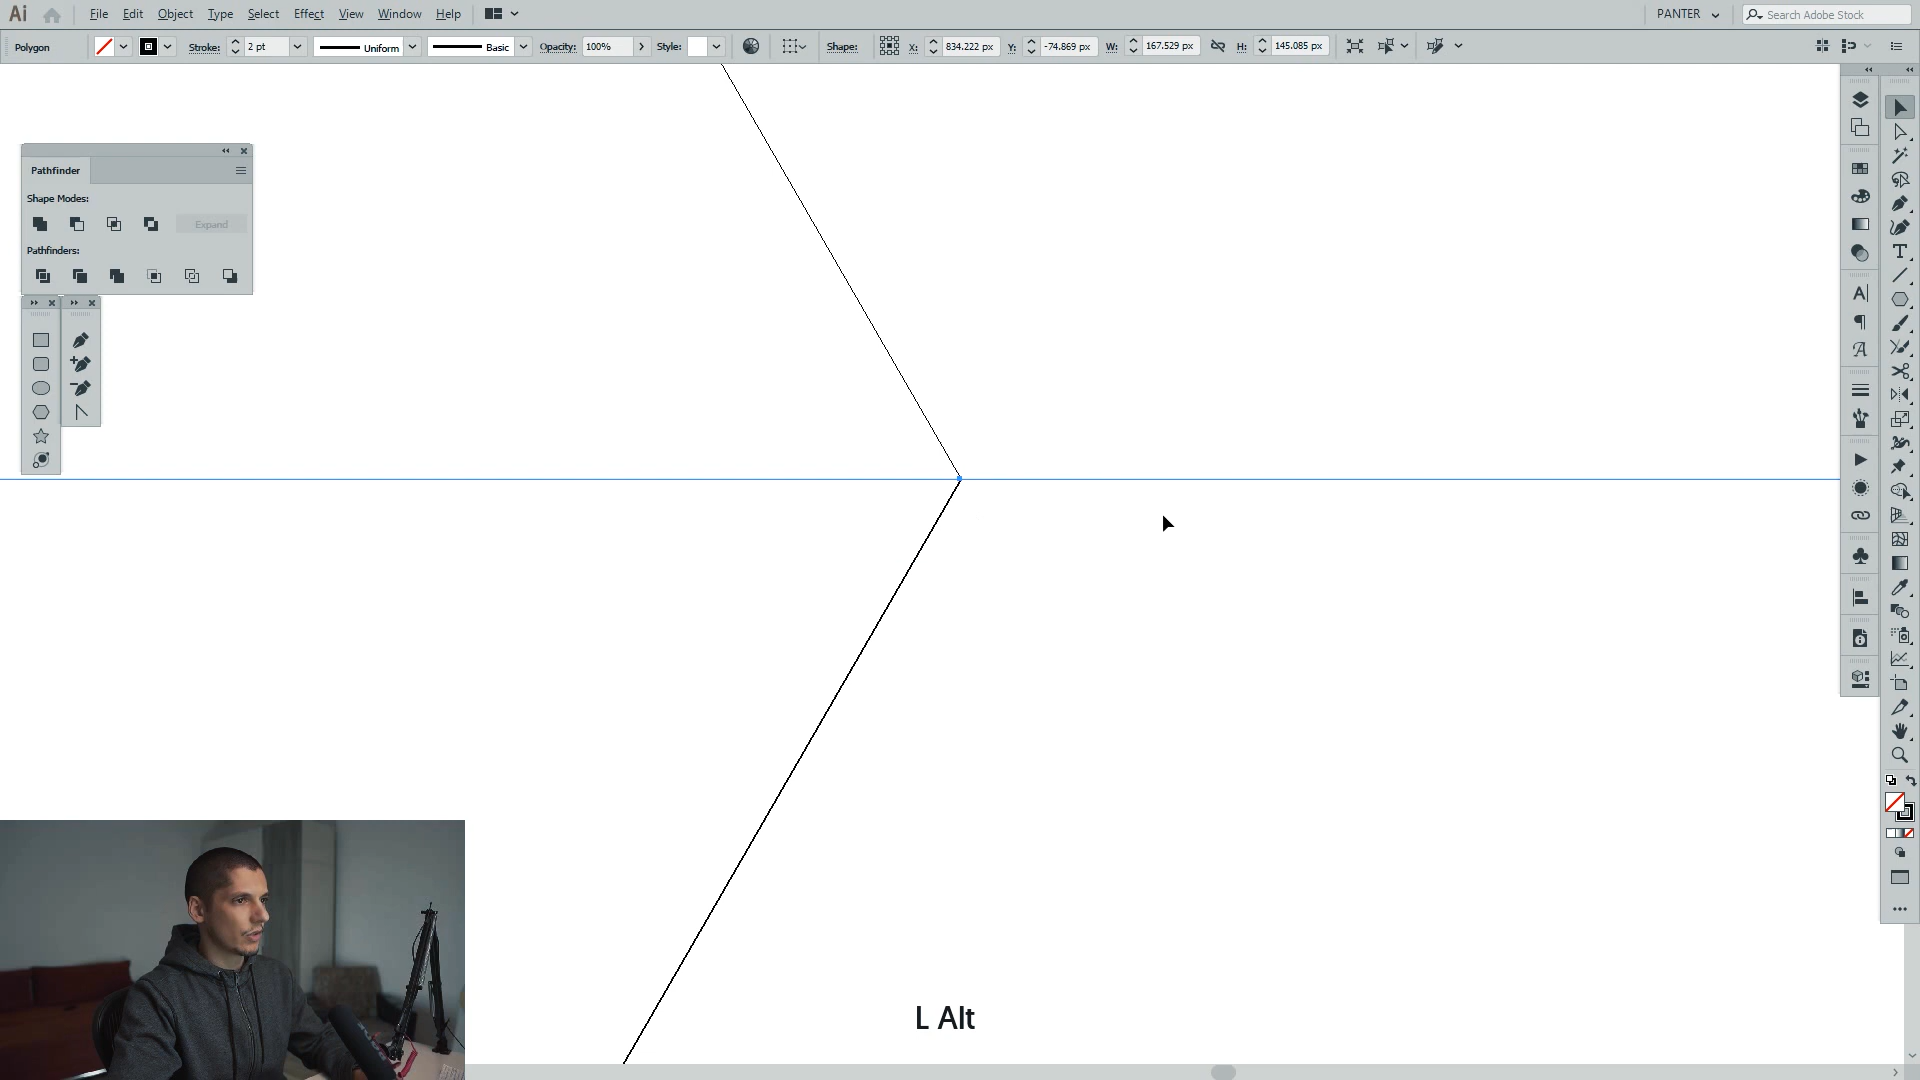 Ai File Edit Object Type Select Effect View Window Help PANTER Search Adobe Stock
Polygon Stroke: 2 pt Uniform Basic Opacity: 100% Style: Shape: X: 834.222 px Y: -74.869 px W: 167.529 px H: 145.085 px
Pathfinder
Shape Modes:
Expand
Pathfinders:
L Alt